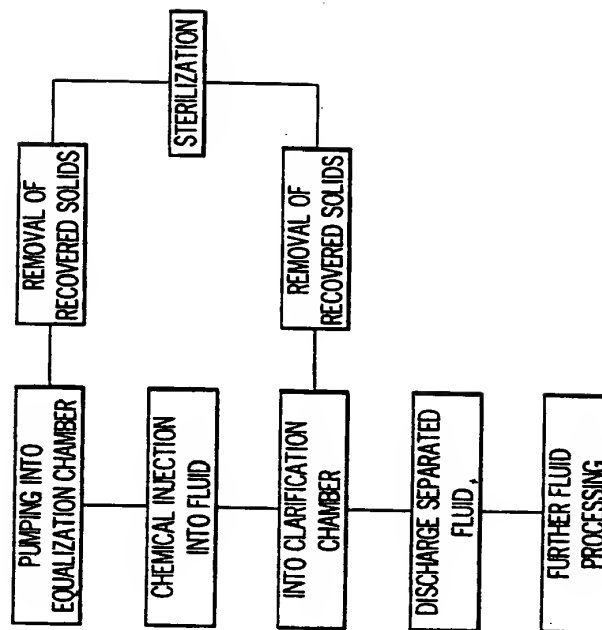 PUMPING INTO
EQUALIZATION CHAMBER
REMOVAL OF
RECOVERED SOLIDS
STERILIZATION
CHEMICAL INJECTION
INTO FLUID
INTO CLARIFICATION
CHAMBER
REMOVAL OF
RECOVERED SOLIDS
DISCHARGE SEPARATED
FLUID
FURTHER FLUID
PROCESSING